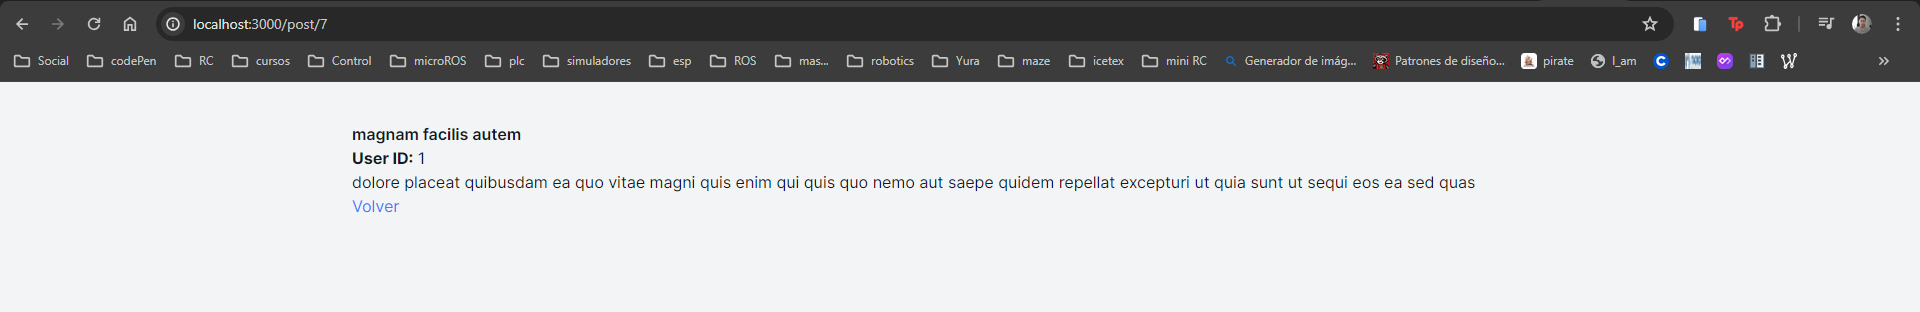 localhost:3000/post/7
Social codePen RC cursos Control microROS plc simuladores esp ROS mas... robotics Yura maze icetex mini RC Generador de imág... Patrones de diseño... pirate I_am
magnam facilis autem
User ID: 1
dolore placeat quibusdam ea quo vitae magni quis enim qui quis quo nemo aut saepe quidem repellat excepturi ut quia sunt ut sequi eos ea sed quas
Volver